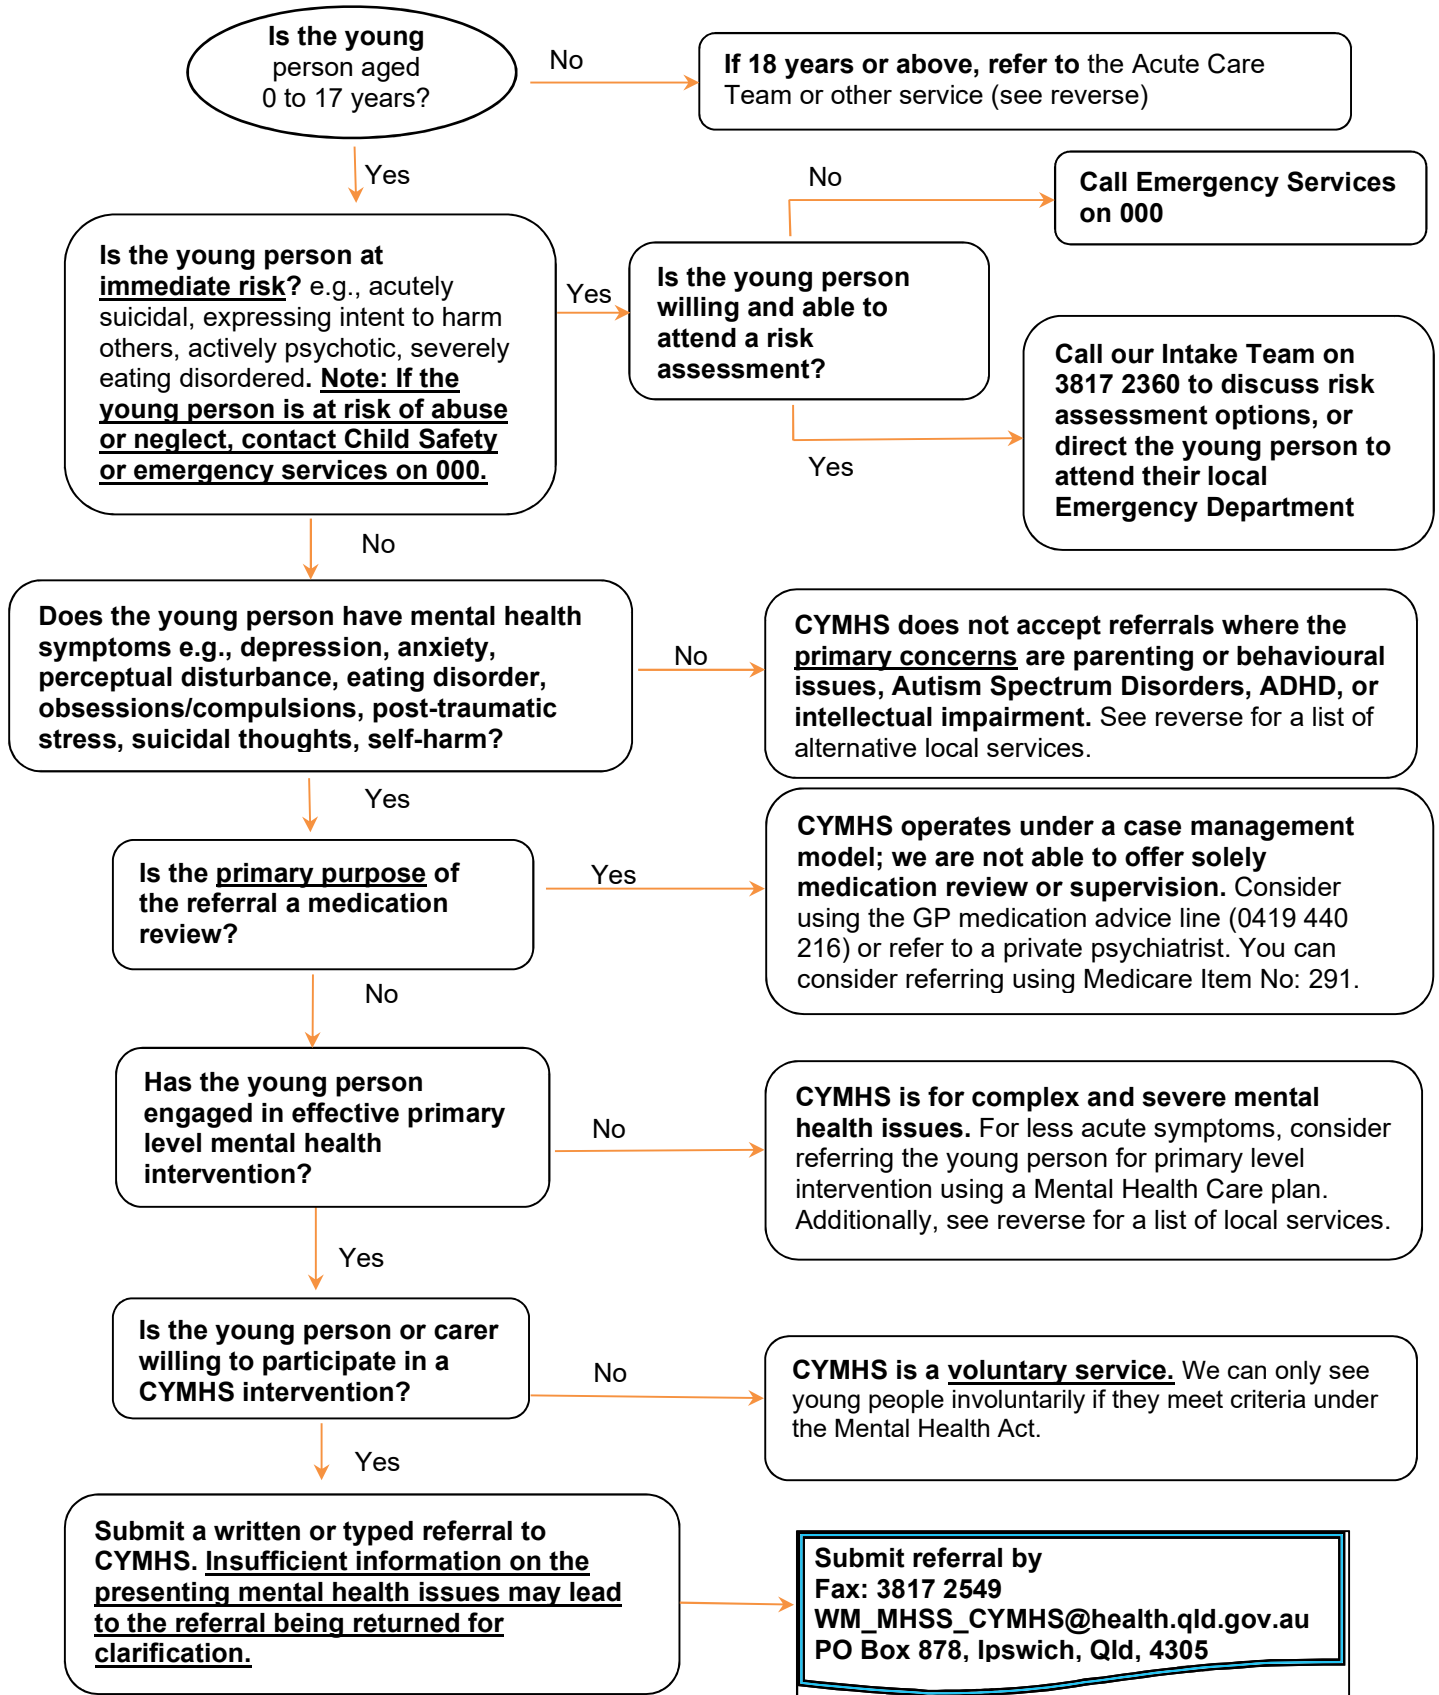 Is the young
person aged
0 to 17 years?
No
If 18 years or above, refer to the Acute Care
Team or other service (see reverse)
Yes
No
Call Emergency Services
on 000
Is the young person at
immediate risk? e.g., acutely
suicidal, expressing intent to harm
others, actively psychotic, severely
eating disordered. Note: If the
young person is at risk of abuse
or neglect, contact Child Safety
or emergency services on 000.
Yes
Is the young person
willing and able to
attend a risk
assessment?
Yes
Call our Intake Team on
3817 2360 to discuss risk
assessment options, or
direct the young person to
attend their local
Emergency Department
No
Does the young person have mental health
symptoms e.g., depression, anxiety,
perceptual disturbance, eating disorder,
obsessions/compulsions, post-traumatic
stress, suicidal thoughts, self-harm?
No
CYMHS does not accept referrals where the
primary concerns are parenting or behavioural
issues, Autism Spectrum Disorders, ADHD, or
intellectual impairment. See reverse for a list of
alternative local services.
Yes
Is the primary purpose of
the referral a medication
review?
Yes
CYMHS operates under a case management
model; we are not able to offer solely
medication review or supervision. Consider
using the GP medication advice line (0419 440
216) or refer to a private psychiatrist. You can
consider referring using Medicare Item No: 291.
No
Has the young person
engaged in effective primary
level mental health
intervention?
No
CYMHS is for complex and severe mental
health issues. For less acute symptoms, consider
referring the young person for primary level
intervention using a Mental Health Care plan.
Additionally, see reverse for a list of local services.
Yes
Is the young person or carer
willing to participate in a
CYMHS intervention?
No
CYMHS is a voluntary service. We can only see
young people involuntarily if they meet criteria under
the Mental Health Act.
Yes
Submit a written or typed referral to
CYMHS. Insufficient information on the
presenting mental health issues may lead
to the referral being returned for
clarification.
Submit referral by
Fax: 3817 2549
WM_MHSS_CYMHS@health.qld.gov.au
PO Box 878, Ipswich, Qld, 4305